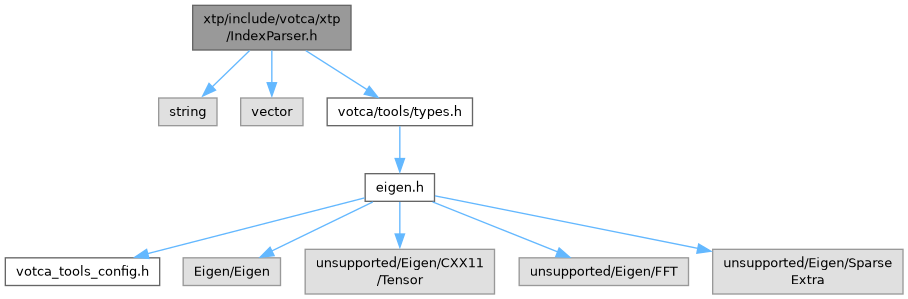 xtp/include/votca/xtp
/IndexParser.h
string
vector
votca/tools/types.h
eigen.h
votca_tools_config.h
Eigen/Eigen
unsupported/Eigen/CXX11
/Tensor
unsupported/Eigen/FFT
unsupported/Eigen/Sparse
Extra